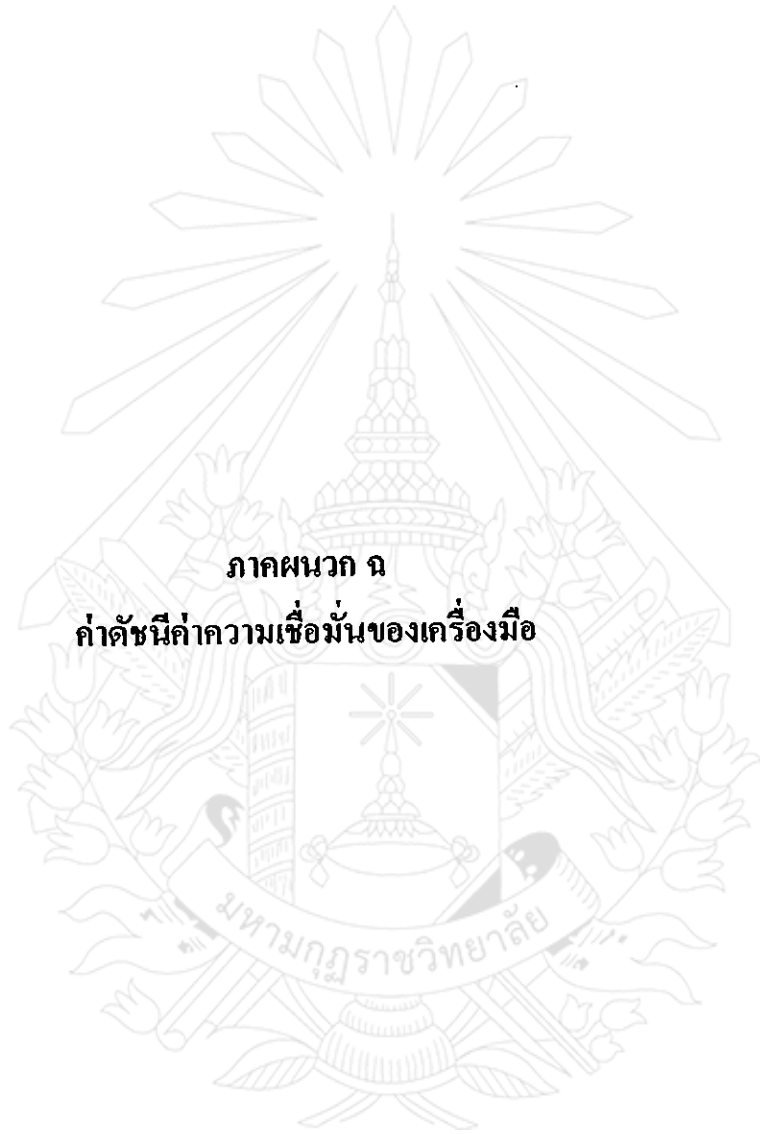 ภาคผนวก ฉ
ค่าดัชนีค่าความเชื่อมั่นของเครื่องมือ
มหามกุฏราชวิทยาลัย